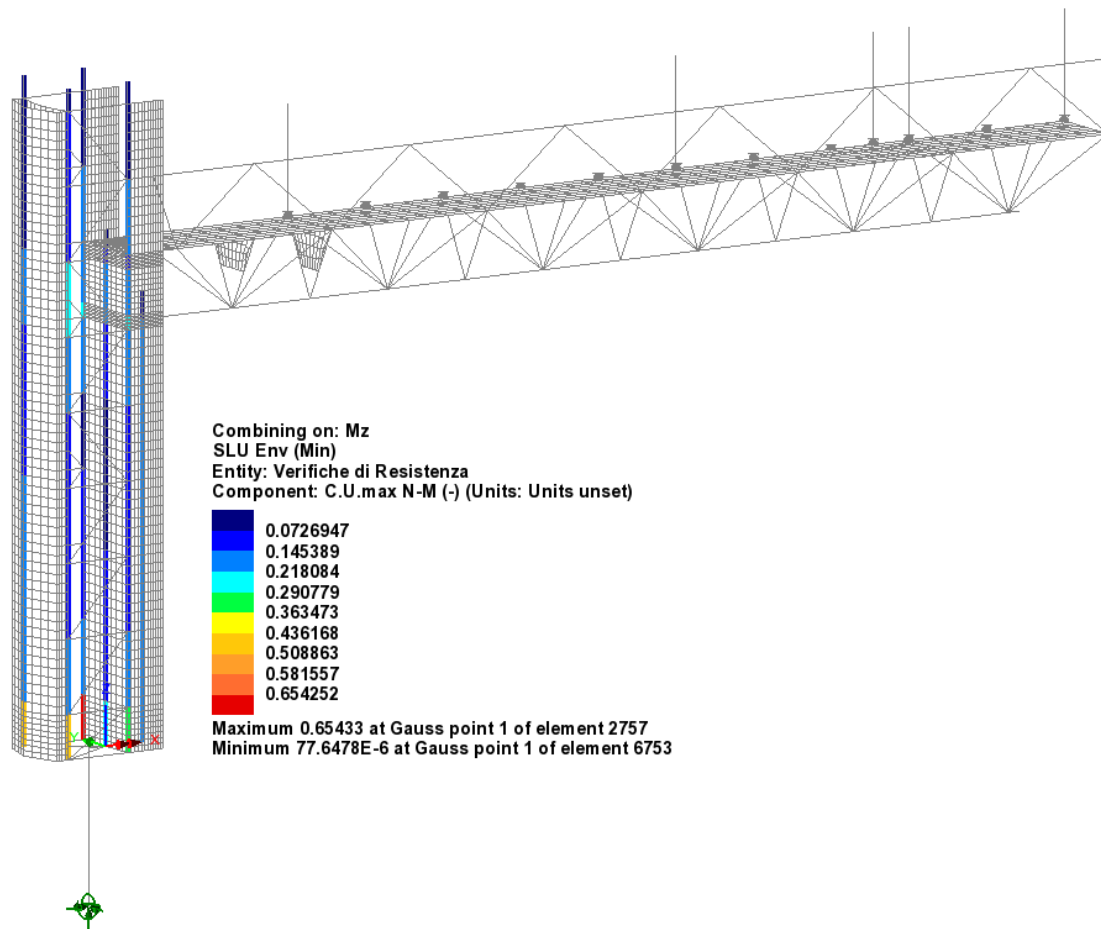 Combining on: Mz
SLU Env (Min)
Entity: Verifiche di Resistenza
Component: C.U.max N-M (-) (Units: Units unset)
0.0726947
0.145389
0.218084
0.290779
0.363473
0.436168
0.508863
0.581557
0.654252
Maximum 0.65433 at Gauss point 1 of element 2757
Minimum 77.6478E-6 at Gauss point 1 of element 6753
Z
Y
X